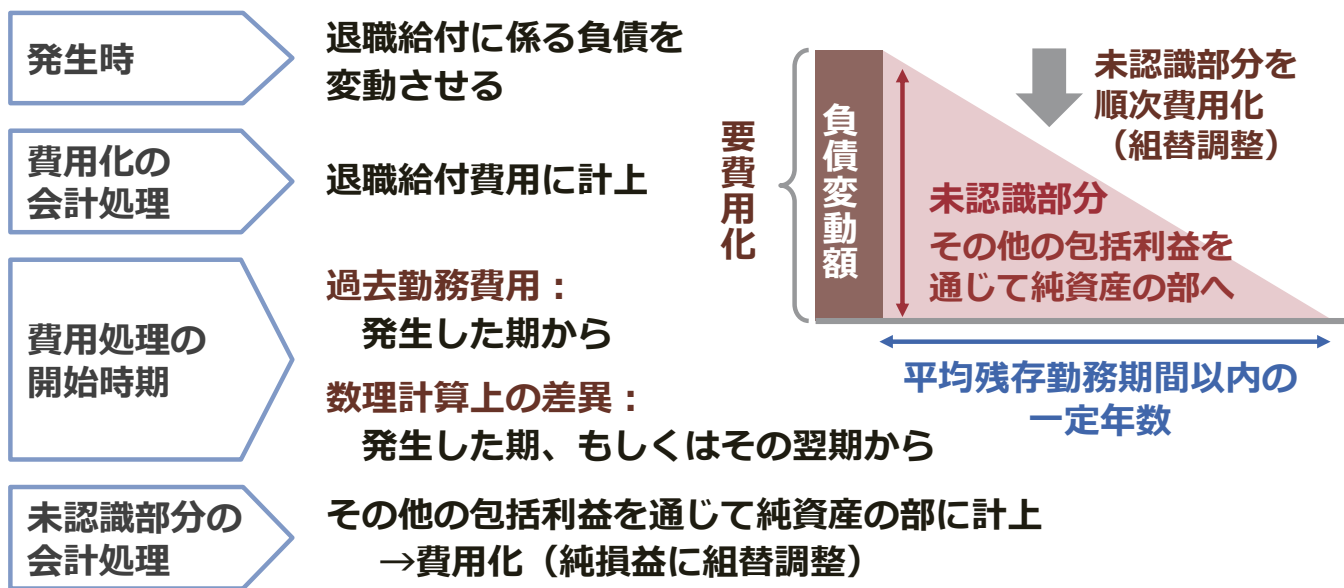 発生時
退職給付に係る負債を
変動させる
費用化の
会計処理
退職給付費用に計上
費用処理の
開始時期
過去勤務費用：
発生した期から
数理計算上の差異：
発生した期、もしくはその翌期から
未認識部分の
会計処理
その他の包括利益を通じて純資産の部に計上
→費用化（純損益に組替調整）
要費用化
負債変動額
未認識部分を
順次費用化
（組替調整）
未認識部分
その他の包括利益を
通じて純資産の部へ
平均残存勤務期間以内の
一定年数